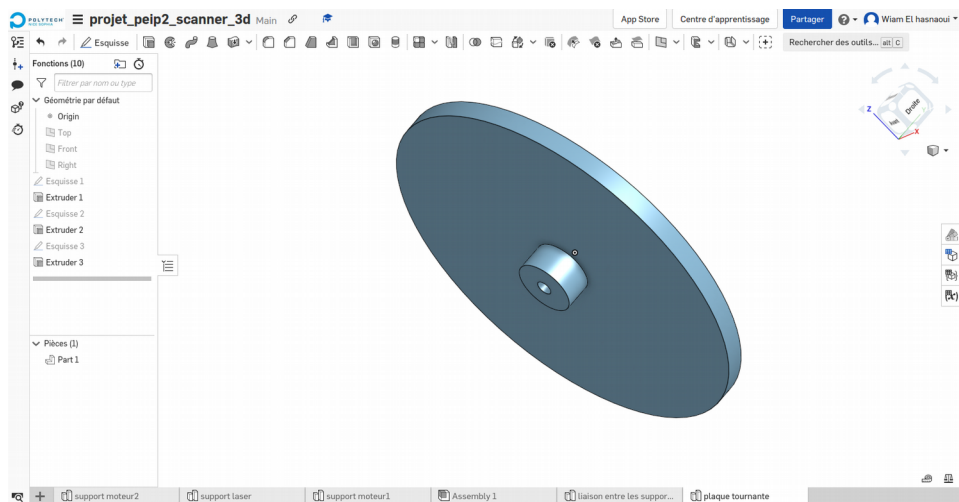 POLYTECH
NICE SOPHIA
projet_peip2_scanner_3d Main
App Store
Centre d'apprentissage
Partager
Wiam El hasnaoui
Esquisse
Rechercher des outils... alt C
Fonctions (10)
Filtrer par nom ou type
Géométrie par défaut
Origin
Top
Front
Right
Esquisse 1
Extruder 1
Esquisse 2
Extruder 2
Esquisse 3
Extruder 3
Pièces (1)
Part 1
Z
Droite
X
support moteur2
support laser
support moteur1
Assembly 1
liaison entre les suppor...
plaque tournante